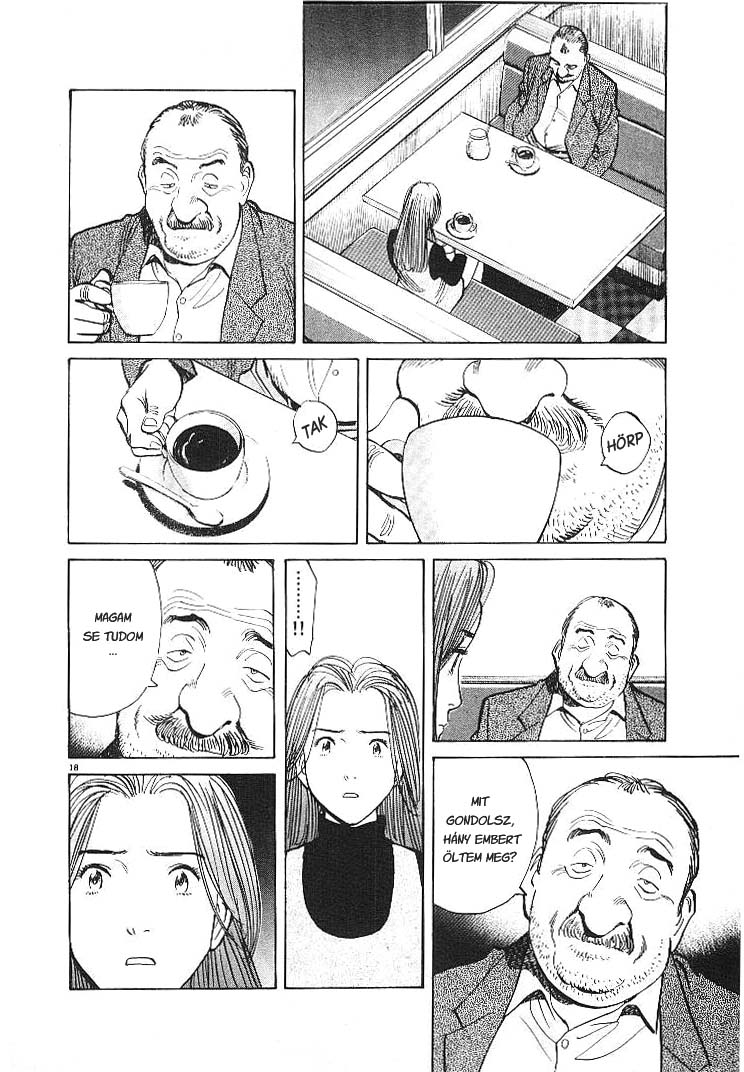 HÖRP
TAK
MIT
GONDOLSZ,
HÁNY EMBERT
ÖLTEM MEG?
........!!
MAGAM
SE TUDOM
...
18